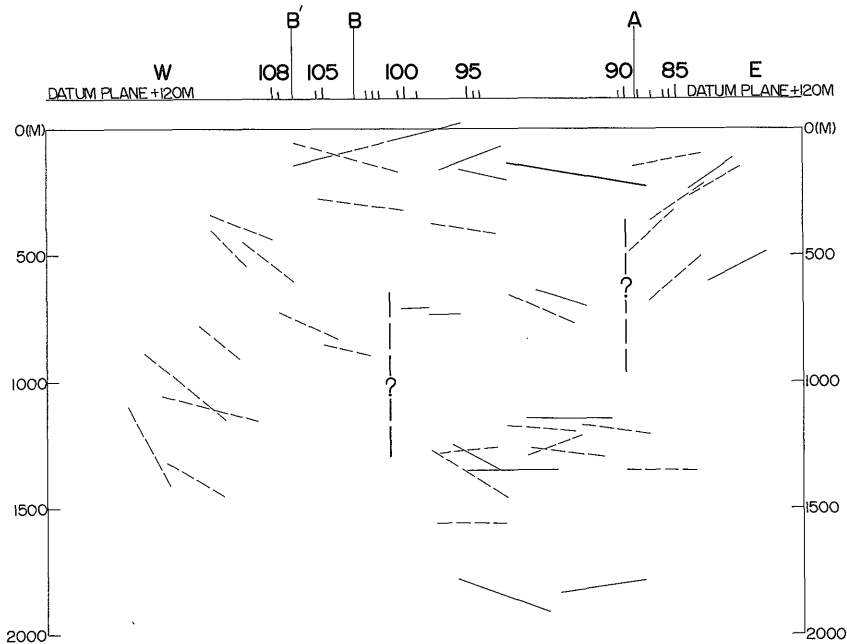 B' B A
W 108 105 100 95 90 85 E
DATUM PLANE +120M DATUM PLANE +120M
0(M) 0(M)
500 500
?
1000 1000
?
1500 1500
2000 2000